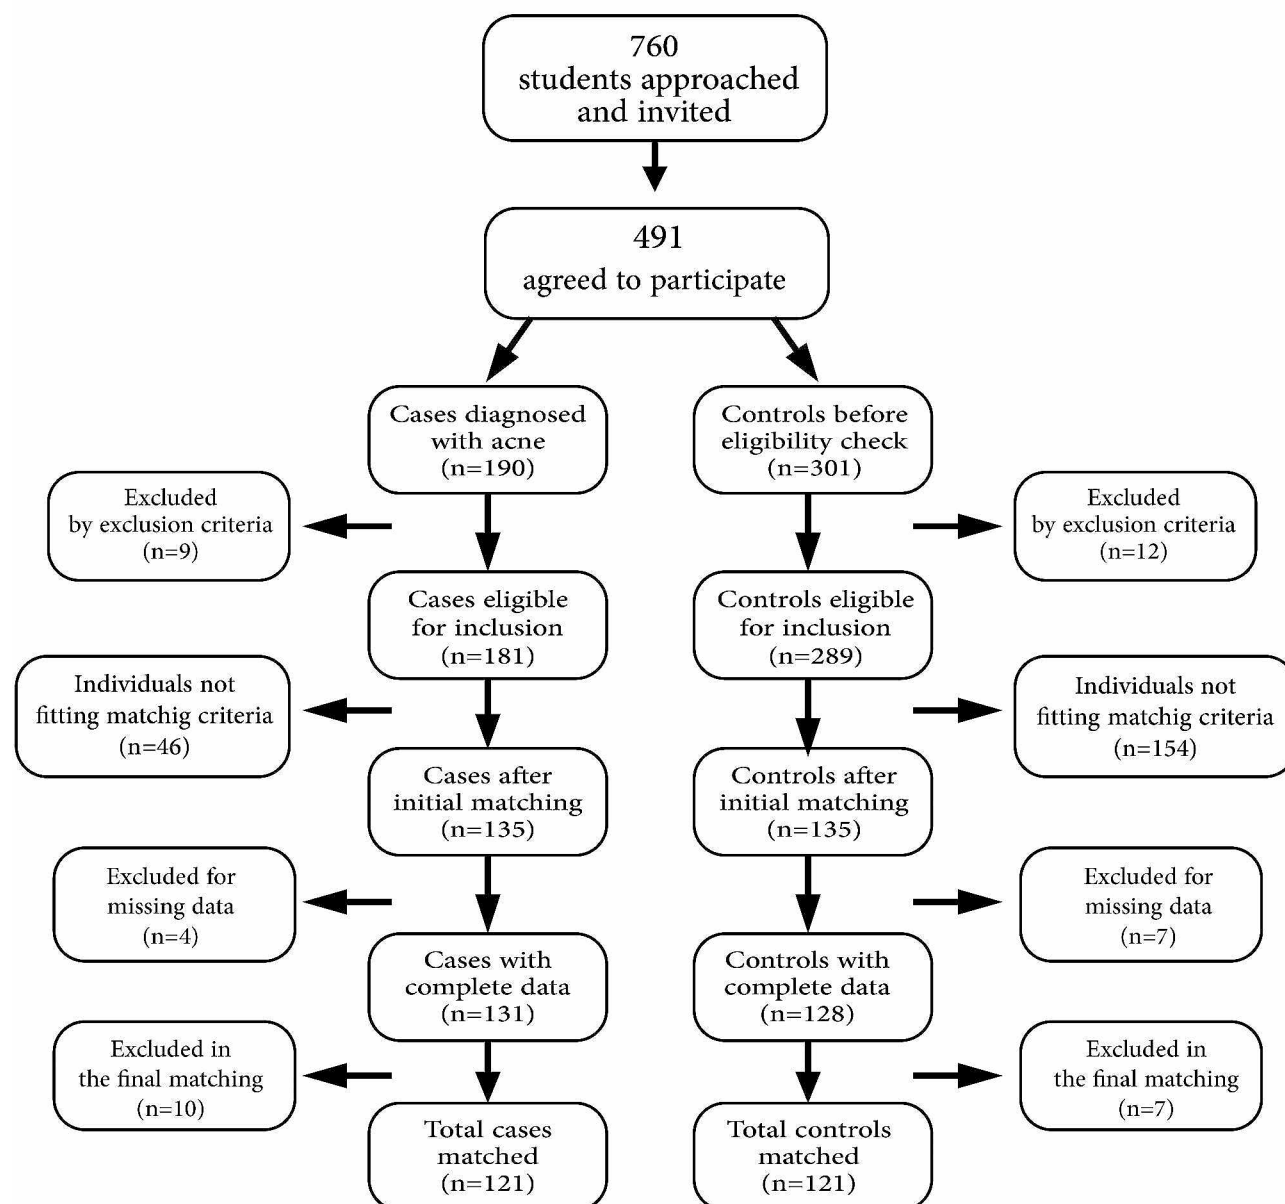 760
students approached
and invited
491
agreed to participate
Cases diagnosed
with acne
(n=190)
Controls before
eligibility check
(n=301)
Excluded
by exclusion criteria
(n=9)
Excluded
by exclusion criteria
(n=12)
Cases eligible
for inclusion
(n=181)
Controls eligible
for inclusion
(n=289)
Individuals not
fitting matchig criteria
(n=46)
Individuals not
fitting matchig criteria
(n=154)
Cases after
initial matching
(n=135)
Controls after
initial matching
(n=135)
Excluded for
missing data
(n=4)
Excluded for
missing data
(n=7)
Cases with
complete data
(n=131)
Controls with
complete data
(n=128)
Excluded in
the final matching
(n=10)
Excluded in
the final matching
(n=7)
Total cases
matched
(n=121)
Total controls
matched
(n=121)